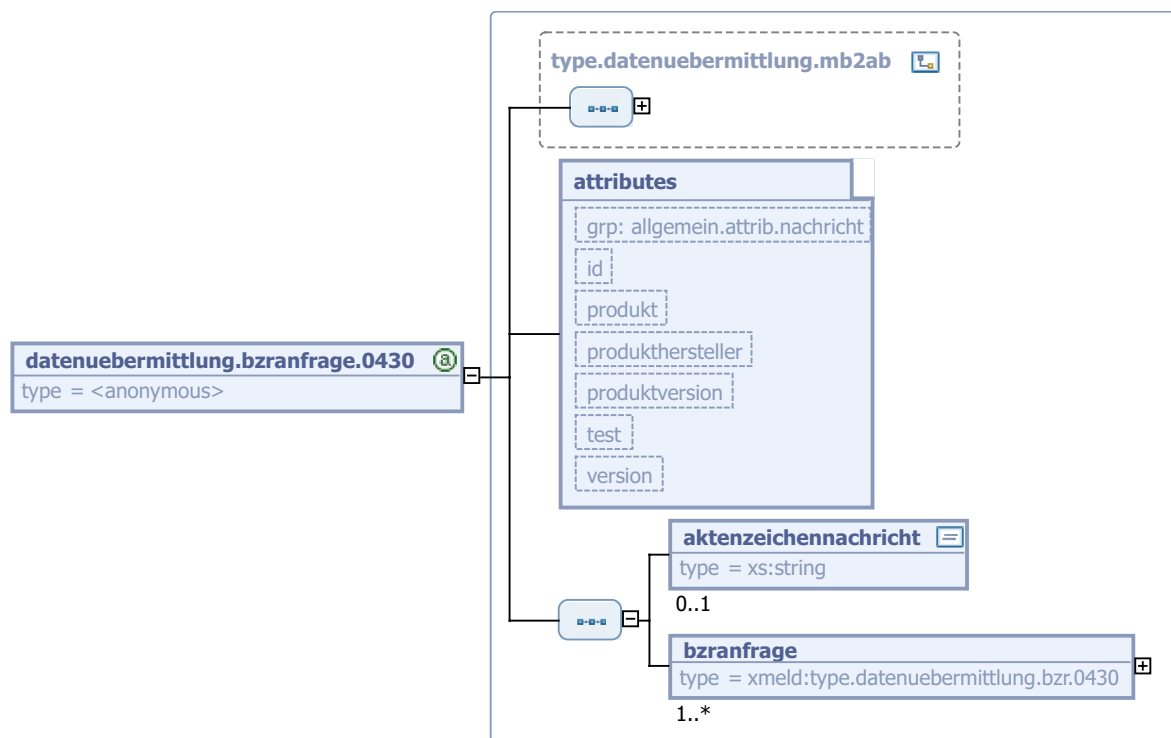 type.datenuebermittlung.mb2ab
attributes
grp: allgemein.attrib.nachricht
id
produkt
produkthersteller
produktversion
test
version
datenuebermittlung.bzranfrage.0430 a
type = <anonymous>
aktenzeichennachricht
type = xs:string
0..1
bzranfrage
type = xmeld:type.datenuebermittlung.bzr.0430
1..*